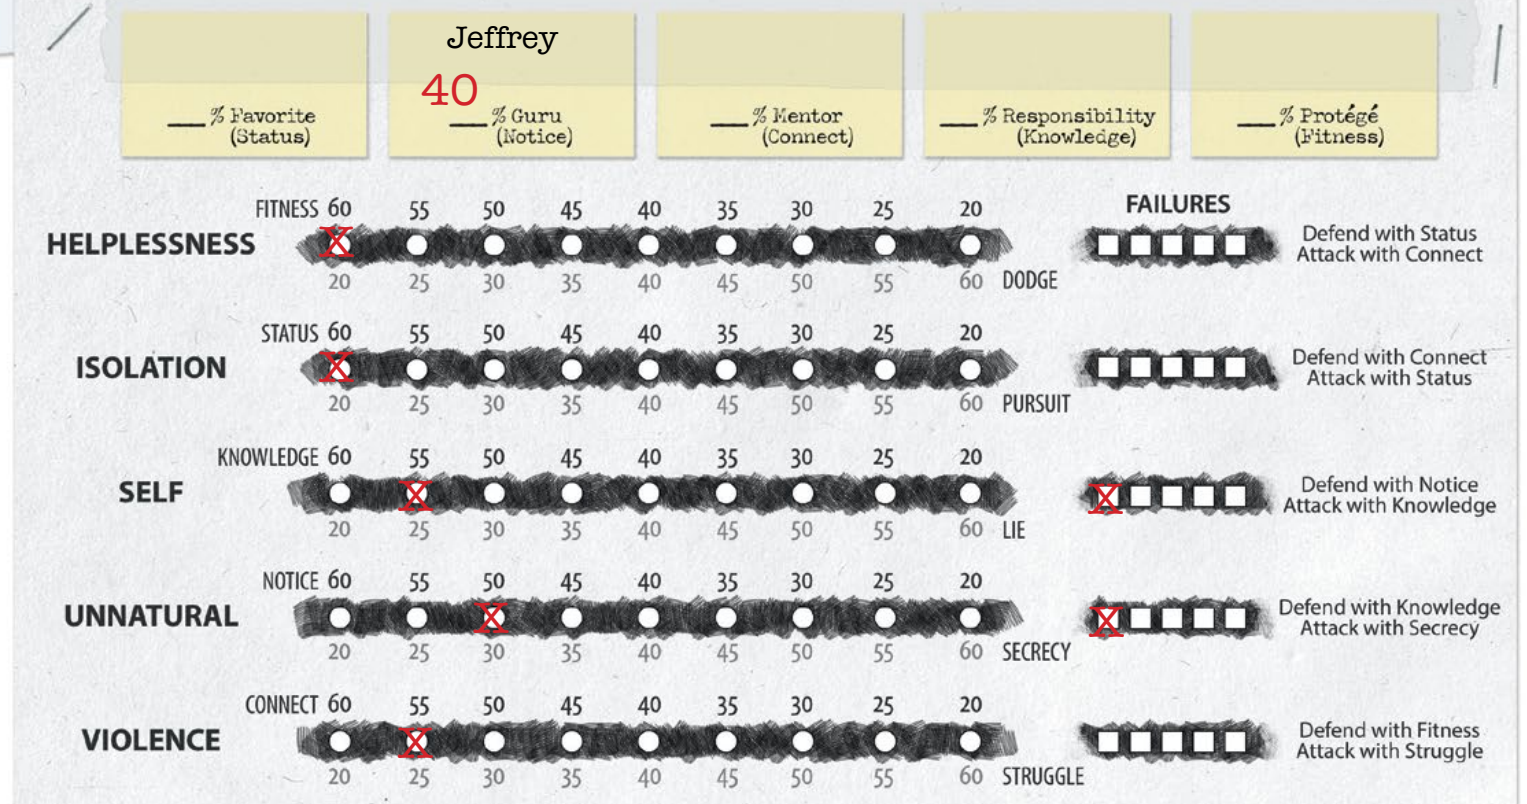 Jeffrey
40
___ % Favorite
(Status)
___ % Guru
(Notice)
___ % Mentor
(Connect)
___ % Responsibility
(Knowledge)
___ % Protégé
(Fitness)
FITNESS 60 55 50 45 40 35 30 25 20
HELPLESSNESS
20 25 30 35 40 45 50 55 60 DODGE
FAILURES
Defend with Status
Attack with Connect
STATUS 60 55 50 45 40 35 30 25 20
ISOLATION
20 25 30 35 40 45 50 55 60 PURSUIT
Defend with Connect
Attack with Status
KNOWLEDGE 60 55 50 45 40 35 30 25 20
SELF
20 25 30 35 40 45 50 55 60 LIE
Defend with Notice
Attack with Knowledge
NOTICE 60 55 50 45 40 35 30 25 20
UNNATURAL
20 25 30 35 40 45 50 55 60 SECRECY
Defend with Knowledge
Attack with Secrecy
CONNECT 60 55 50 45 40 35 30 25 20
VIOLENCE
20 25 30 35 40 45 50 55 60 STRUGGLE
Defend with Fitness
Attack with Struggle